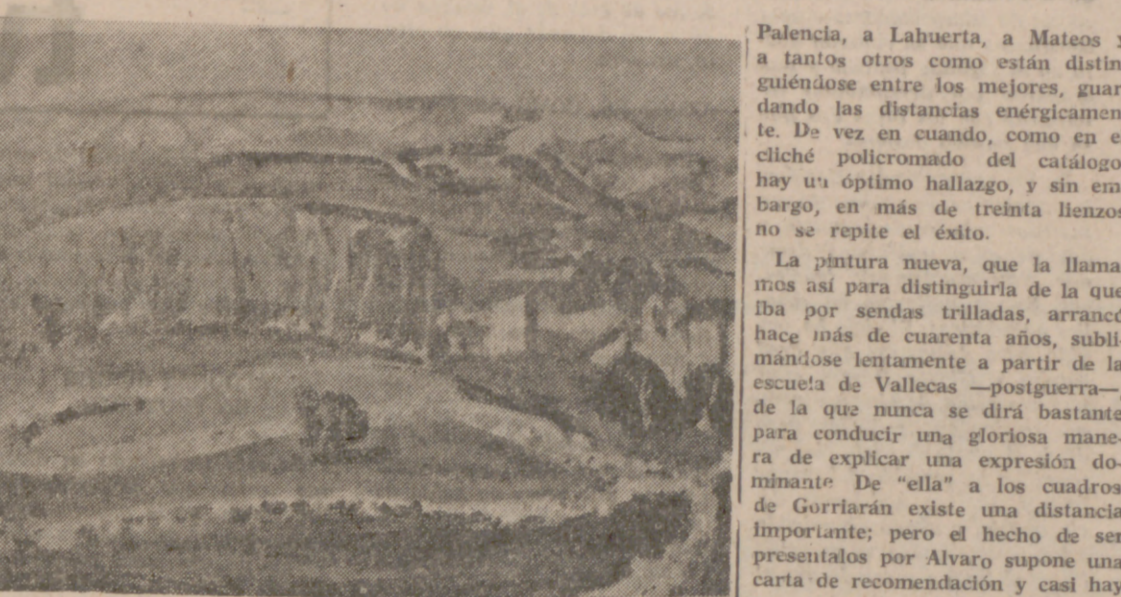 Palencia, a Lahuerta, a Mateos y
a tantos otros como están distin
guiéndose entre los mejores, guar
dando las distancias enérgicamen
te. De vez en cuando, como en e
cliché policromado del catálogo
hay un óptimo hallazgo, y sin em
bargo, en más de treinta lienzos
no se repite el éxito.
La pintura nueva, que la llama
mos así para distinguirla de la que
iba por sendas trilladas, arrancó
hace más de cuarenta años, subli-
mándose lentamente a partir de la
escuela de Vallecas —postguerra—
de la que nunca se dirá bastante
para conducir una gloriosa mane-
ra de explicar una expresión do-
minante De "ella" a los cuadros
de Gorriarán existe una distancia
importante; pero el hecho de ser
presentalos por Alvaro supone una
carta de recomendación y casi hay